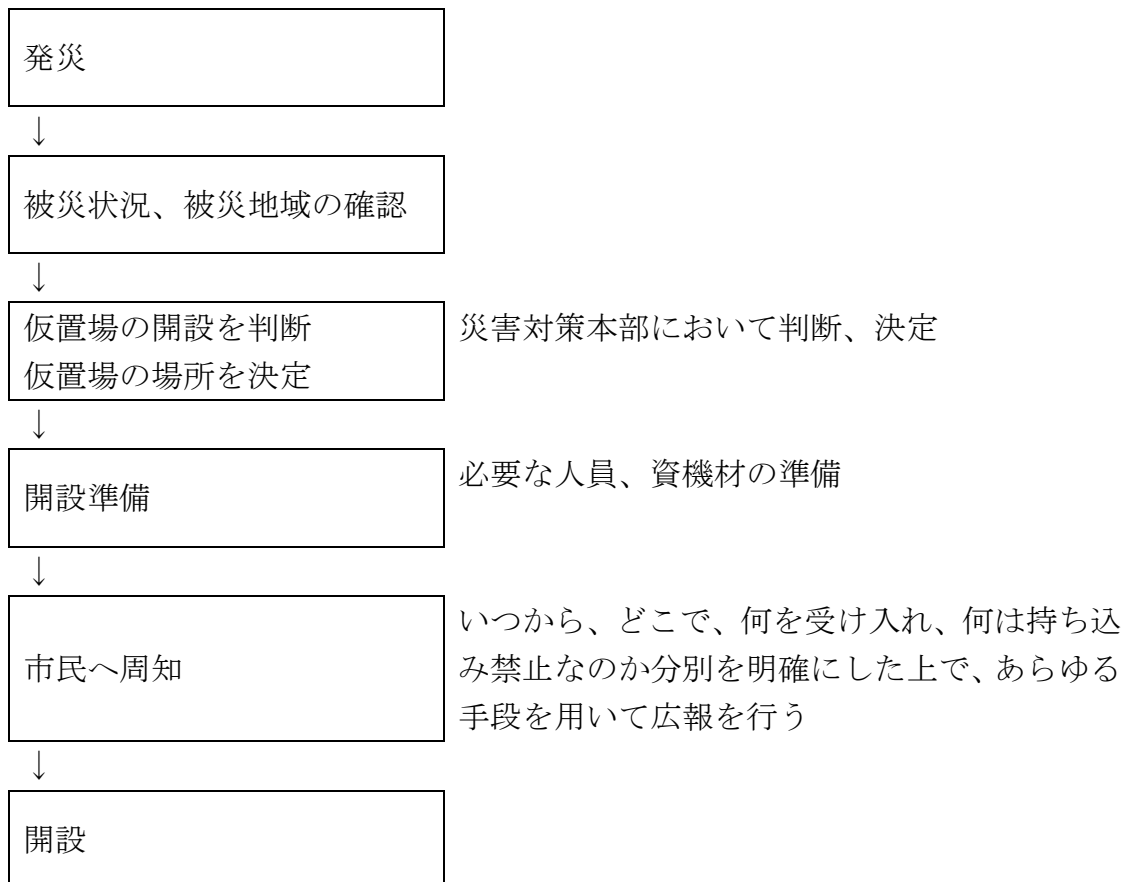 発災
↓
被災状況、被災地域の確認
↓
仮置場の開設を判断
仮置場の場所を決定
災害対策本部において判断、決定
↓
開設準備
必要な人員、資機材の準備
↓
市民へ周知
いつから、どこで、何を受け入れ、何は持ち込
み禁止なのか分別を明確にした上で、あらゆる
手段を用いて広報を行う
↓
開設